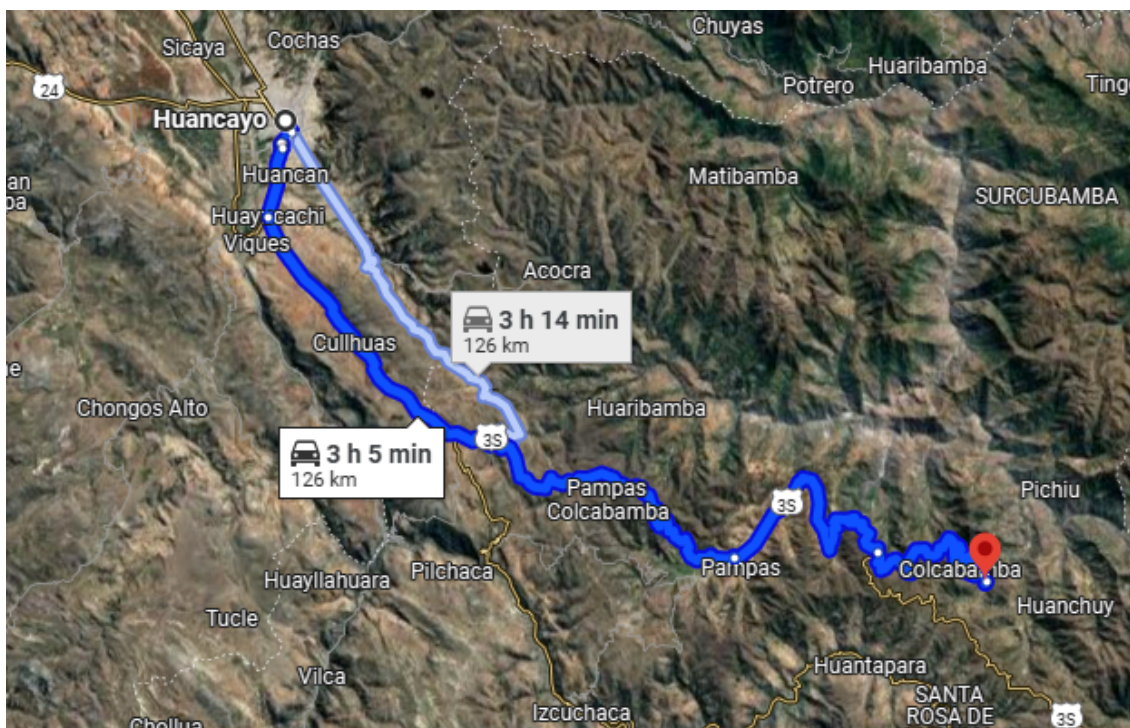 Chuyas
Cochas
Sicaya
Huaribamba
Potrero
24
Huancayo
Huancan
Matibamba
SURCUBAMBA
Viques
Acocra
3 h 14 min
126 km
Cullhuas
Chongos Alto
Huaribamba
3S
3 h 5 min
126 km
Pampas
Colcabamba
Pichiu
3S
Huayllahuara
Pilchaca
Pampas
Huanchuy
Tucle
Vilca
Huantapara
SANTA
ROSA DE
Izcuchaca
3S